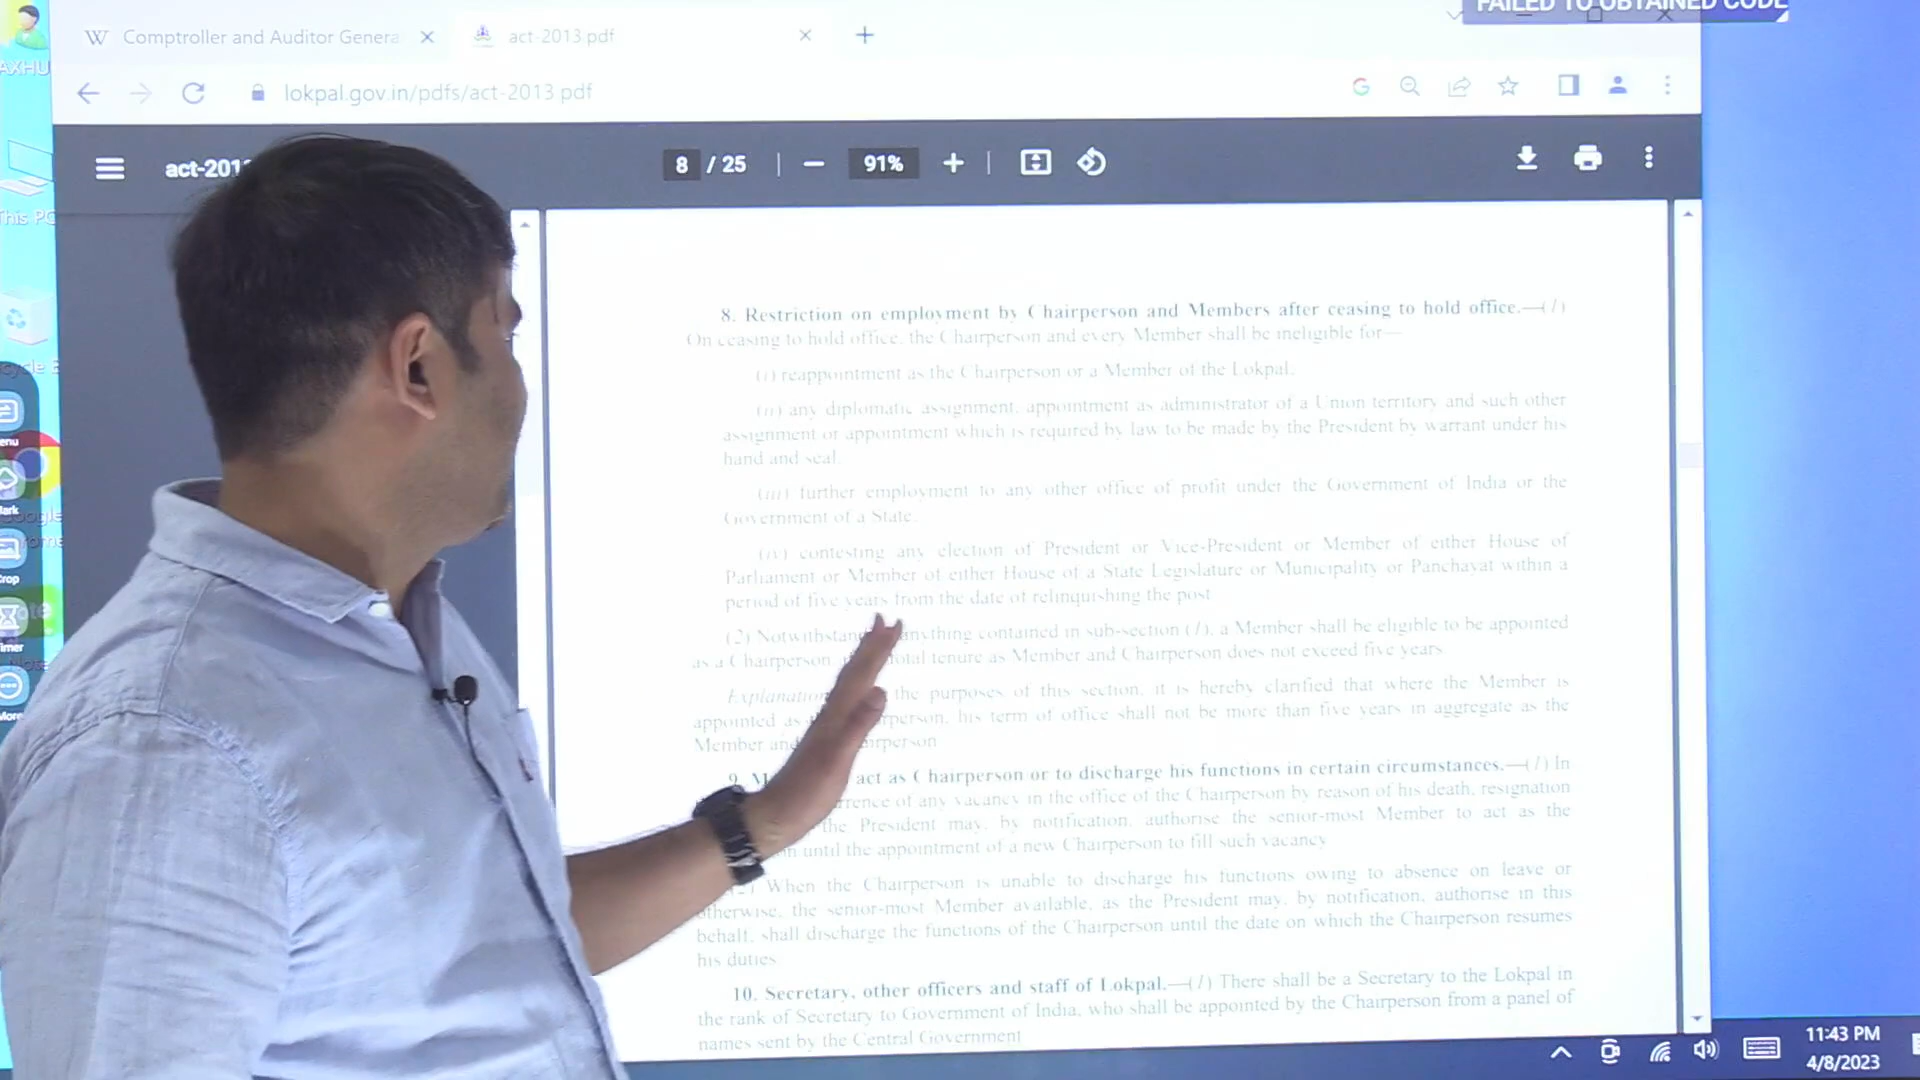 FAILED TO OBTAINED CODE
W Comptroller and Auditor Genera
act-2013.pdf
lokpal.gov.in/pdfs/act-2013.pdf
act-201
8 / 25
91%
AXHU
This PC
8. Restriction on employment by Chairperson and Members after ceasing to hold office.—(1)
On ceasing to hold office, the Chairperson and every Member shall be ineligible for—
(i) reappointment as the Chairperson or a Member of the Lokpal;
(ii) any diplomatic assignment, appointment as administrator of a Union territory and such other
assignment or appointment which is required by law to be made by the President by warrant under his
hand and seal;
(iii) further employment to any other office of profit under the Government of India or the
Government of a State;
(iv) contesting any election of President or Vice-President or Member of either House of
Parliament or Member of either House of a State Legislature or Municipality or Panchayat within a
period of five years from the date of relinquishing the post
(2) Notwithstand anything contained in sub-section (1), a Member shall be eligible to be appointed
as a Chairperson, total tenure as Member and Chairperson does not exceed five years
Explanation the purposes of this section, it is hereby clarified that where the Member is
appointed as rperson, his term of office shall not be more than five years in aggregate as the
Member and irperson
9. M act as Chairperson or to discharge his functions in certain circumstances.—(1) In
rrence of any vacancy in the office of the Chairperson by reason of his death, resignation
the President may, by notification, authorise the senior-most Member to act as the
n until the appointment of a new Chairperson to fill such vacancy
(2) When the Chairperson is unable to discharge his functions owing to absence on leave or
otherwise, the senior-most Member available, as the President may, by notification, authorise in this
behalf, shall discharge the functions of the Chairperson until the date on which the Chairperson resumes
his duties
10. Secretary, other officers and staff of Lokpal.—(1) There shall be a Secretary to the Lokpal in
the rank of Secretary to Government of India, who shall be appointed by the Chairperson from a panel of
names sent by the Central Government
enu
ark
rop
imer
More
11:43 PM
4/8/2023